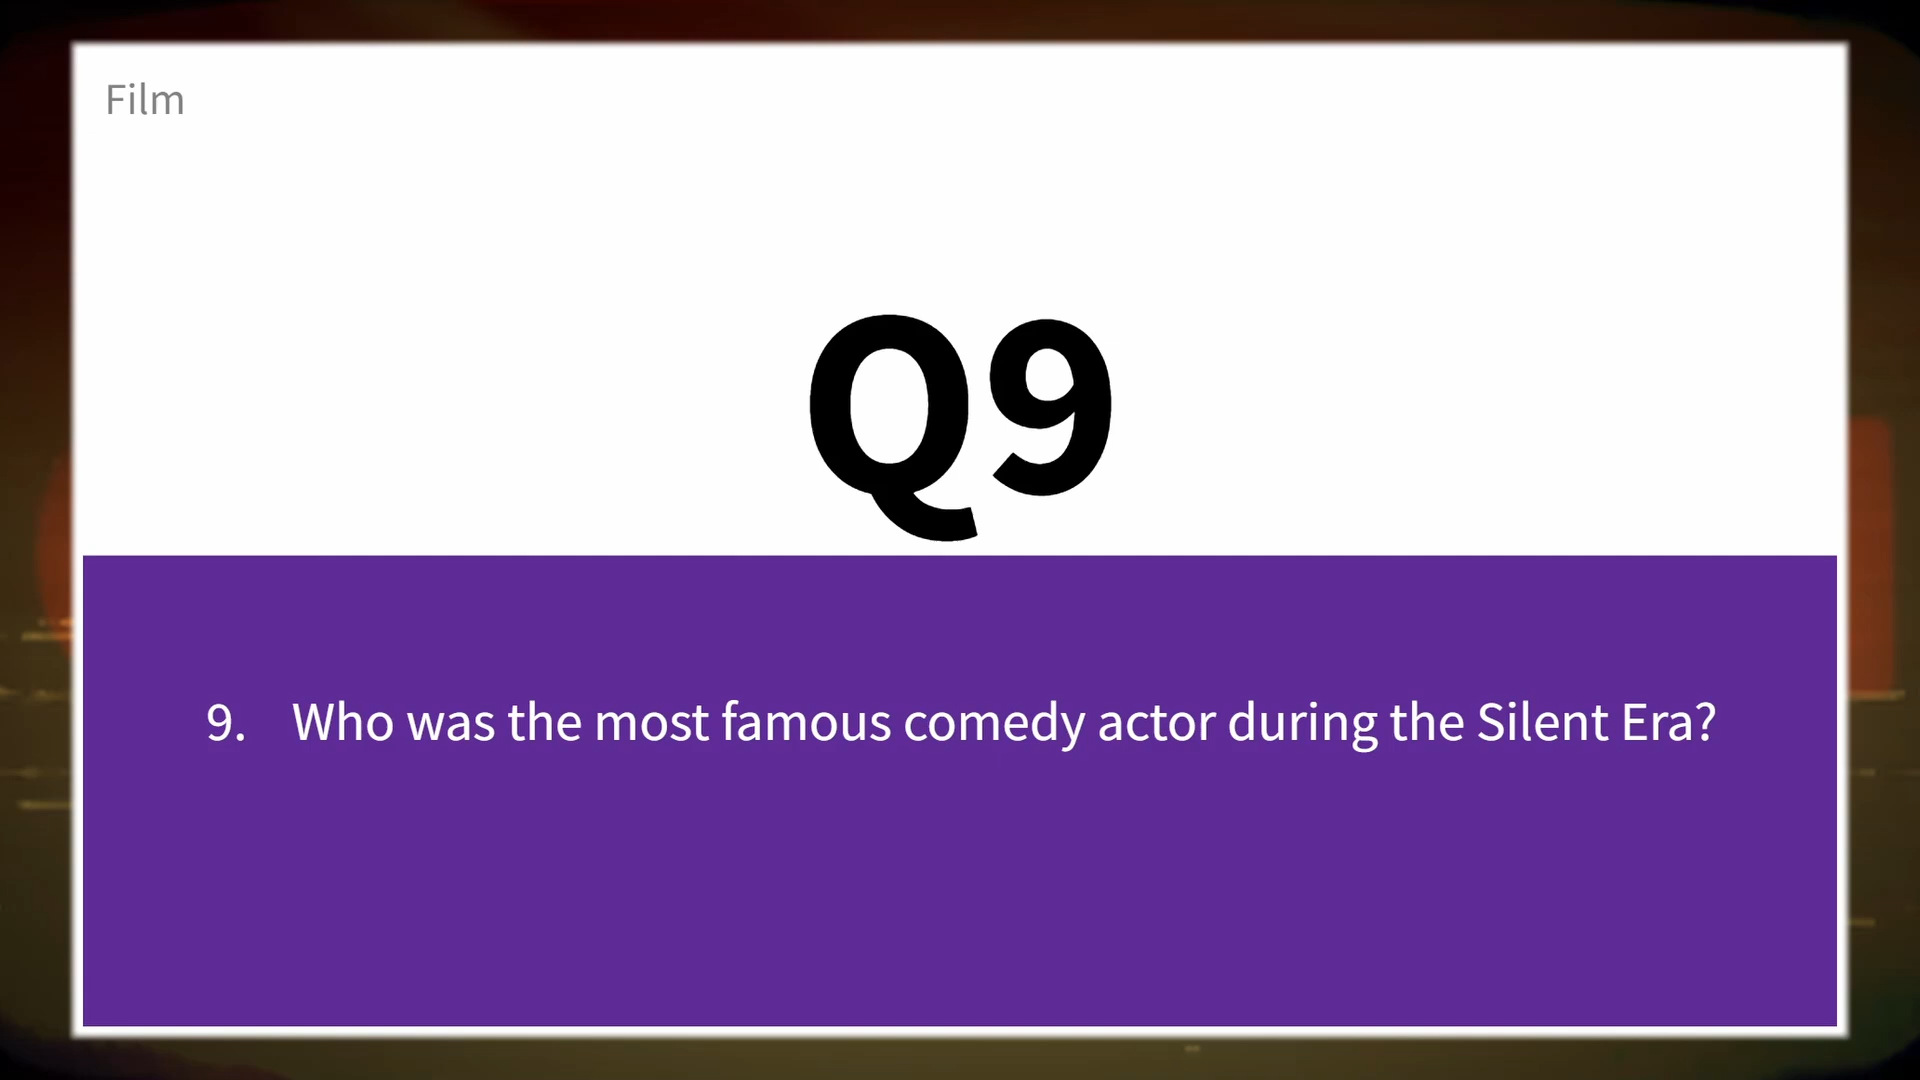 Film
Q9
9. Who was the most famous comedy actor during the Silent Era?